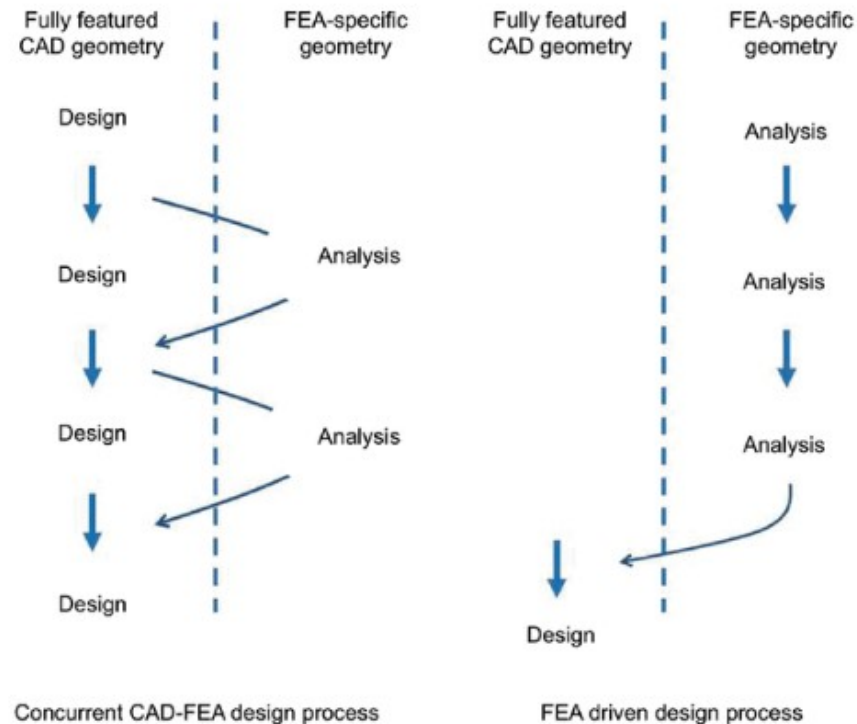 Fully featured
CAD geometry
FEA-specific
geometry
Design
Design
Analysis
Design
Analysis
Design
Concurrent CAD-FEA design process
Fully featured
CAD geometry
FEA-specific
geometry
Analysis
Analysis
Analysis
Design
FEA driven design process